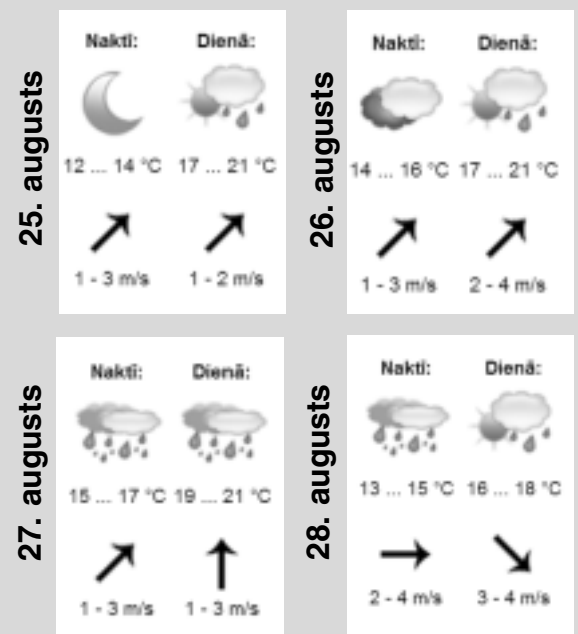 25. augusts
Naktī: Dienā:
12 ... 14 °C 17 ... 21 °C
1 - 3 m/s 1 - 2 m/s
26. augusts
Naktī: Dienā:
14 ... 16 °C 17 ... 21 °C
1 - 3 m/s 2 - 4 m/s
27. augusts
Naktī: Dienā:
15 ... 17 °C 19 ... 21 °C
1 - 3 m/s 1 - 3 m/s
28. augusts
Naktī: Dienā:
13 ... 15 °C 16 ... 18 °C
2 - 4 m/s 3 - 4 m/s